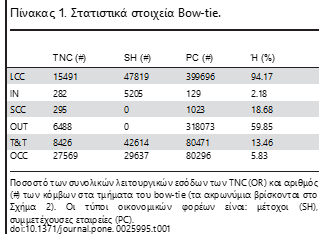 Πίνακας 1. Στατιστικά στοιχεία Bow-tie.
TNC (#) SH (#) PC (#) Ή (%)
LCC 15491 47819 399696 94.17
IN 282 5205 129 2.18
SCC 295 0 1023 18.68
OUT 6488 0 318073 59.85
T&T 8426 42614 80471 13.46
OCC 27569 29637 80296 5.83
Ποσοστό των συνολικών λειτουργικών εσόδων των TNC (OR) και αριθμός
(#) των κόμβων στα τμήματα του bow-tie (τα ακρωνύμια βρίσκονται στο
Σχήμα 2). Οι τύποι οικονομικών φορέων είναι: μέτοχοι (SH),
συμμετέχουσες εταιρείες (PC).
doi:10.1371/journal.pone. 0025995.t001